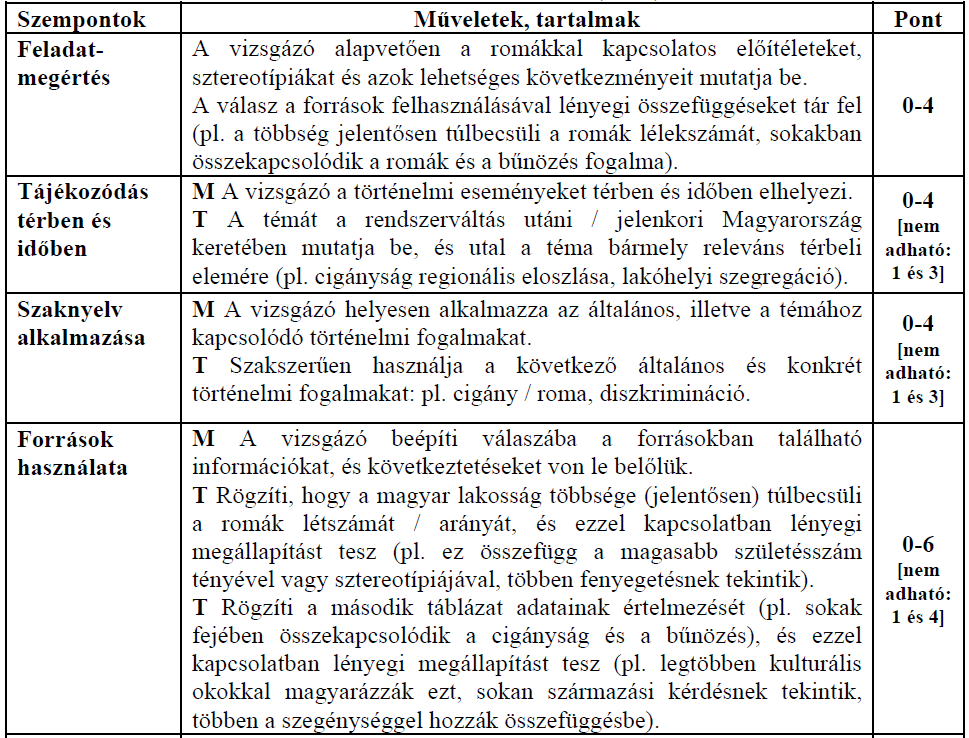 Szempontok Műveletek, tartalmak Pont
Feladat-
megértés
A vizsgázó alapvetően a romákkal kapcsolatos előítéleteket,
sztereotípiákat és azok lehetséges következményeit mutatja be.
A válasz a források felhasználásával lényegi összefüggéseket tár fel
(pl. a többség jelentősen túlbecsüli a romák lélekszámát, sokakban
összekapcsolódik a romák és a bűnözés fogalma).
0-4
Tájékozódás
térben és
időben
M A vizsgázó a történelmi eseményeket térben és időben elhelyezi.
T A témát a rendszerváltás utáni / jelenkori Magyarország
keretében mutatja be, és utal a téma bármely releváns térbeli
elemére (pl. cigányság regionális eloszlása, lakóhelyi szegregáció).
0-4
[nem
adható:
1 és 3]
Szaknyelv
alkalmazása
M A vizsgázó helyesen alkalmazza az általános, illetve a témához
kapcsolódó történelmi fogalmakat.
T Szakszerűen használja a következő általános és konkrét
történelmi fogalmakat: pl. cigány / roma, diszkrimináció.
0-4
[nem
adható:
1 és 3]
Források
használata
M A vizsgázó beépíti válaszába a forrásokban található
információkat, és következtetéseket von le belőlük.
T Rögzíti, hogy a magyar lakosság többsége (jelentősen) túlbecsüli
a romák létszámát / arányát, és ezzel kapcsolatban lényegi
megállapítást tesz (pl. ez összefügg a magasabb születésszám
tényével vagy sztereotípiájával, többen fenyegetésnek tekintik).
T Rögzíti a második táblázat adatainak értelmezését (pl. sokak
fejében összekapcsolódik a cigányság és a bűnözés), és ezzel
kapcsolatban lényegi megállapítást tesz (pl. legtöbben kulturális
okokkal magyarázzák ezt, sokan származási kérdésnek tekintik,
többen a szegénységgel hozzák összefüggésbe).
0-6
[nem
adható:
1 és 4]